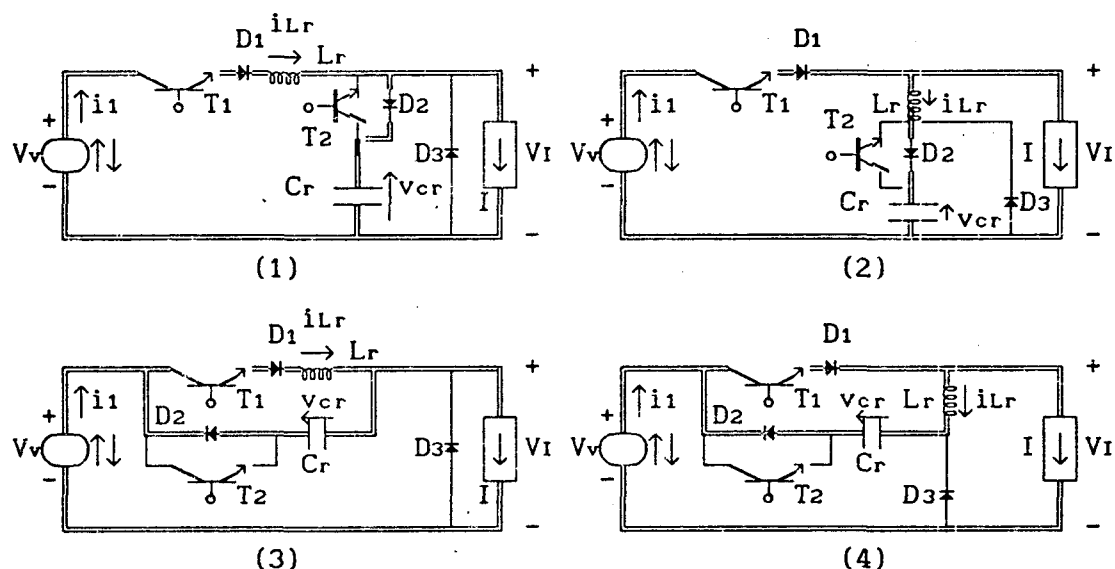 iLr
D1 Lr
+ i1 T1 T2 D2 +
Vv D3 VI
− Cr vcr I −
(1)
D1
+ i1 T1 Lr iLr +
T2
Vv D2 I VI
− Cr vcr D3 −
(2)
iLr
D1 Lr
+ i1 D2 T1 vcr +
Vv Cr D3 VI
− T2 I −
(3)
D1
+ i1 D2 T1 vcr Lr iLr +
Vv Cr I VI
− T2 D3 −
(4)